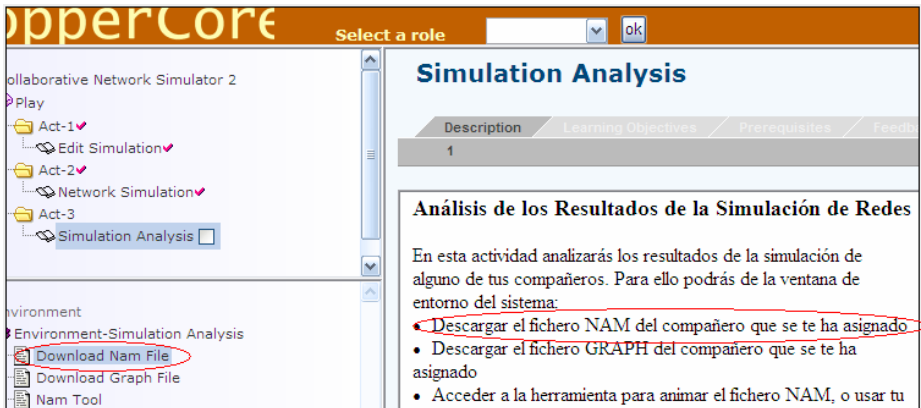 opperCore
Select a role
ok
ollaborative Network Simulator 2
Play
Act-1
Edit Simulation
Act-2
Network Simulation
Act-3
Simulation Analysis
nvironment
Environment-Simulation Analysis
Download Nam File
Download Graph File
Nam Tool
Simulation Analysis
Description Learning Objectives Prerequisites Feedb
1
Análisis de los Resultados de la Simulación de Redes
En esta actividad analizarás los resultados de la simulación de
alguno de tus compañeros. Para ello podrás de la ventana de
entorno del sistema:
• Descargar el fichero NAM del compañero que se te ha asignado
• Descargar el fichero GRAPH del compañero que se te ha
asignado
• Acceder a la herramienta para animar el fichero NAM, o usar tu